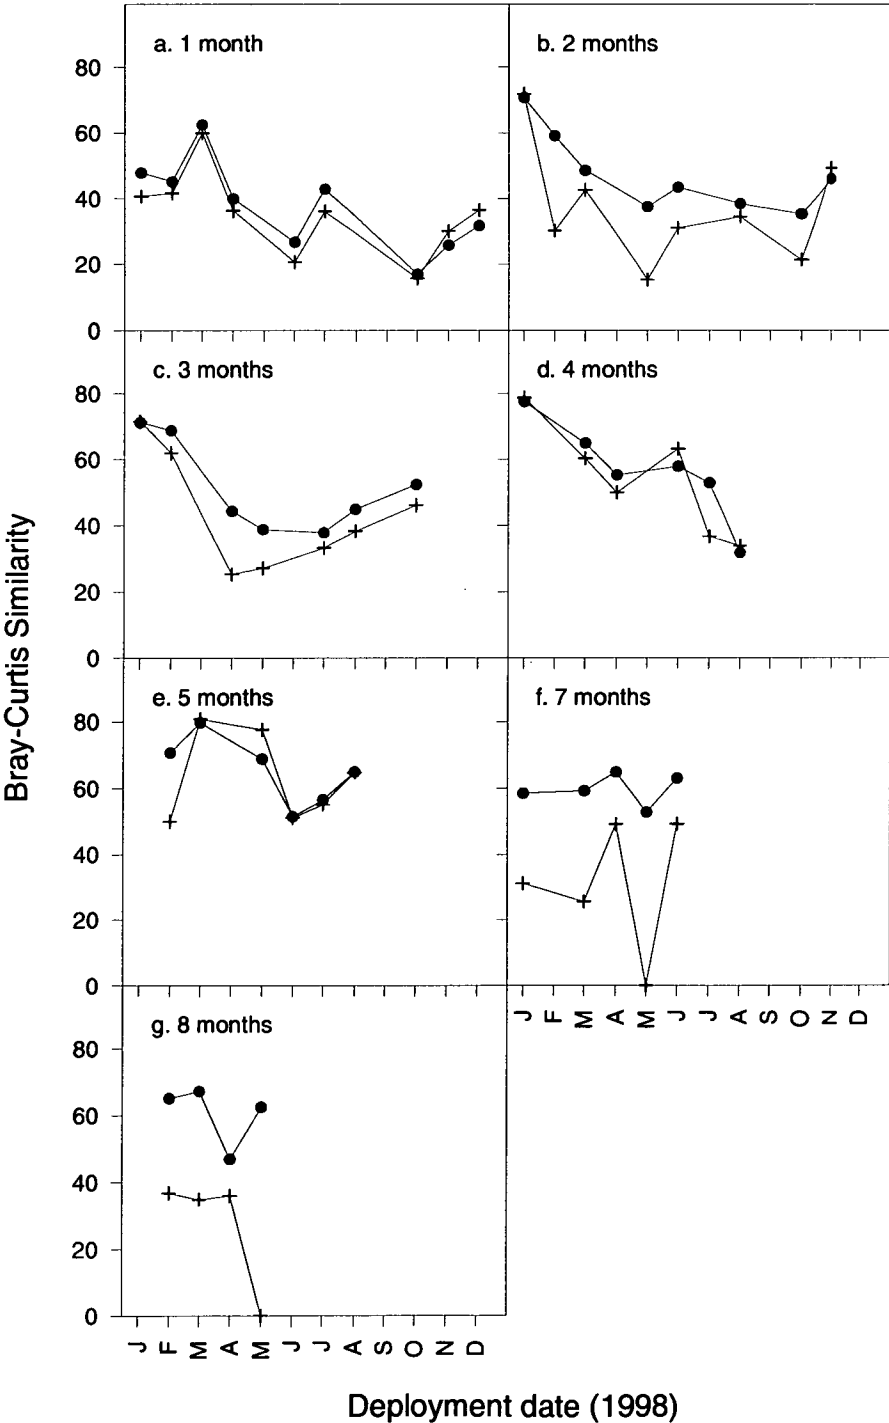 a. 1 month
b. 2 months
80
60
40
20
0
c. 3 months
d. 4 months
80
60
40
20
0
e. 5 months
f. 7 months
80
60
40
20
0
J F M A M J J A S O N D
g. 8 months
80
60
40
20
0
J F M A M J J A S O N D
Bray-Curtis Similarity
Deployment date (1998)